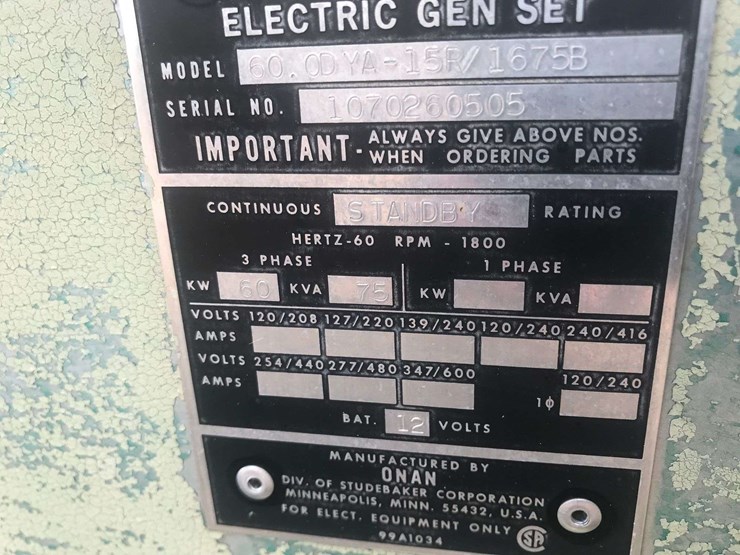 ELECTRIC GEN SET
MODEL 60.0DYA-15R/ 1675B
SERIAL NO. 1070260505
IMPORTANT - ALWAYS GIVE ABOVE NOS.
WHEN ORDERING PARTS
CONTINUOUS STANDBY RATING
HERTZ-60 RPM - 1800
3 PHASE 1 PHASE
KW 60 KVA 75 KW KVA
VOLTS 120/208 127/220 139/240 120/240 240/416
AMPS
VOLTS 254/440 277/480 347/600 120/240
AMPS 1φ
BAT. 12 VOLTS
MANUFACTURED BY
ONAN
DIV. OF STUDEBAKER CORPORATION
MINNEAPOLIS, MINN. 55432, U.S.A.
FOR ELECT. EQUIPMENT ONLY SA
99A1034